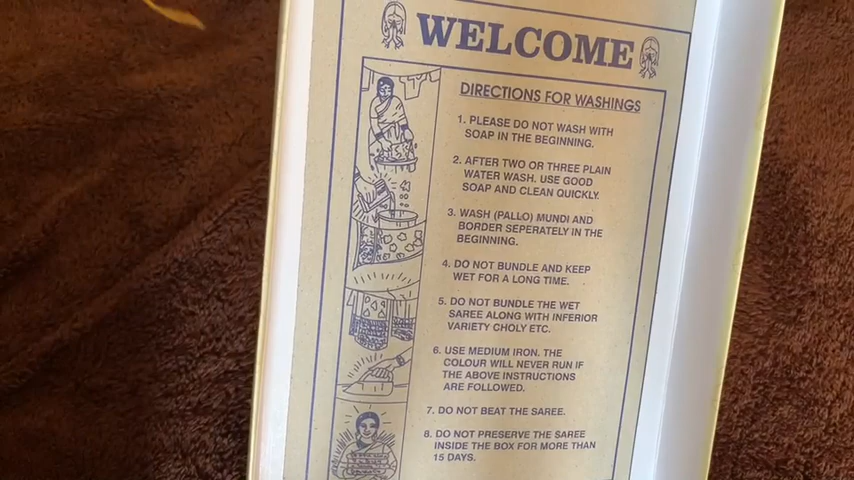 WELCOME
DIRECTIONS FOR WASHINGS
1. PLEASE DO NOT WASH WITH
SOAP IN THE BEGINNING.
2. AFTER TWO OR THREE PLAIN
WATER WASH. USE GOOD
SOAP AND CLEAN QUICKLY.
3. WASH (PALLO) MUNDI AND
BORDER SEPERATELY IN THE
BEGINNING.
4. DO NOT BUNDLE AND KEEP
WET FOR A LONG TIME.
5. DO NOT BUNDLE THE WET
SAREE ALONG WITH INFERIOR
VARIETY CHOLY ETC.
6. USE MEDIUM IRON. THE
COLOUR WILL NEVER RUN IF
THE ABOVE INSTRUCTIONS
ARE FOLLOWED.
7. DO NOT BEAT THE SAREE.
8. DO NOT PRESERVE THE SAREE
INSIDE THE BOX FOR MORE THAN
15 DAYS.